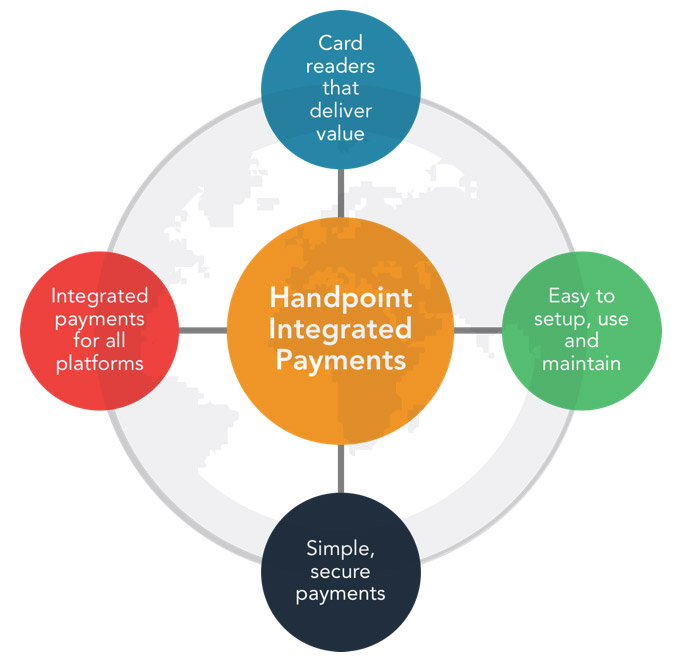 Card
readers
that
deliver
value
Integrated
payments
for all
platforms
Handpoint
Integrated
Payments
Easy to
setup, use
and
maintain
Simple,
secure
payments